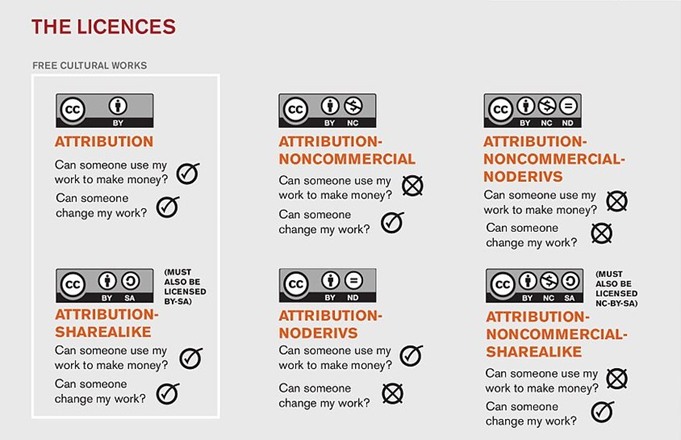 THE LICENCES
FREE CULTURAL WORKS
CC BY
ATTRIBUTION
Can someone use my
work to make money?
Can someone
change my work?
CC BY SA
(MUST
ALSO BE
LICENSED
BY-SA)
ATTRIBUTION-
SHAREALIKE
Can someone use my
work to make money?
Can someone
change my work?
CC $ BY NC
ATTRIBUTION-
NONCOMMERCIAL
Can someone use my
work to make money?
Can someone
change my work?
CC = BY ND
ATTRIBUTION-
NODERIVS
Can someone use my
work to make money?
Can someone
change my work?
CC $ = BY NC ND
ATTRIBUTION-
NONCOMMERCIAL-
NODERIVS
Can someone use my
work to make money?
Can someone
change my work?
CC $ BY NC SA
(MUST
ALSO BE
LICENSED
NC-BY-SA)
ATTRIBUTION-
NONCOMMERCIAL-
SHAREALIKE
Can someone use my
work to make money?
Can someone
change my work?